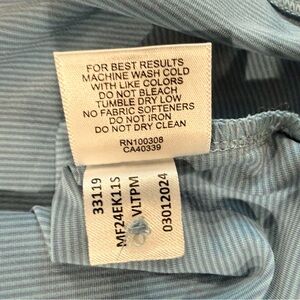 FOR BEST RESULTS
MACHINE WASH COLD
WITH LIKE COLORS
DO NOT BLEACH
TUMBLE DRY LOW
NO FABRIC SOFTENERS
DO NOT IRON
DO NOT DRY CLEAN
RN100308
CA40339
33119
MF24EK11S
VLTPM
03012024